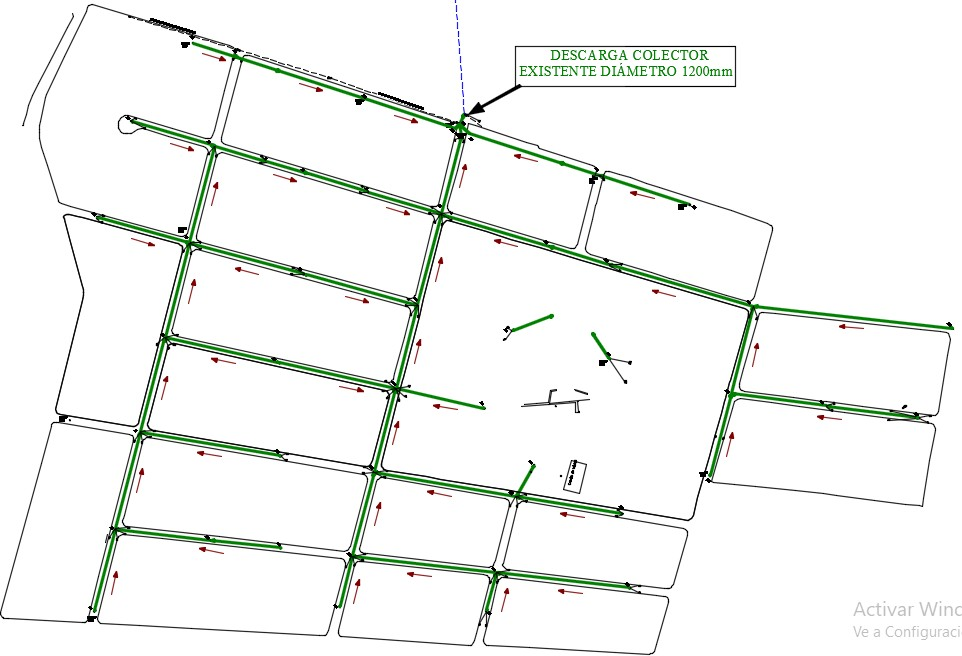 DESCARGA COLECTOR
EXISTENTE DIÁMETRO 1200mm
Activar Winc
Ve a Configuraci